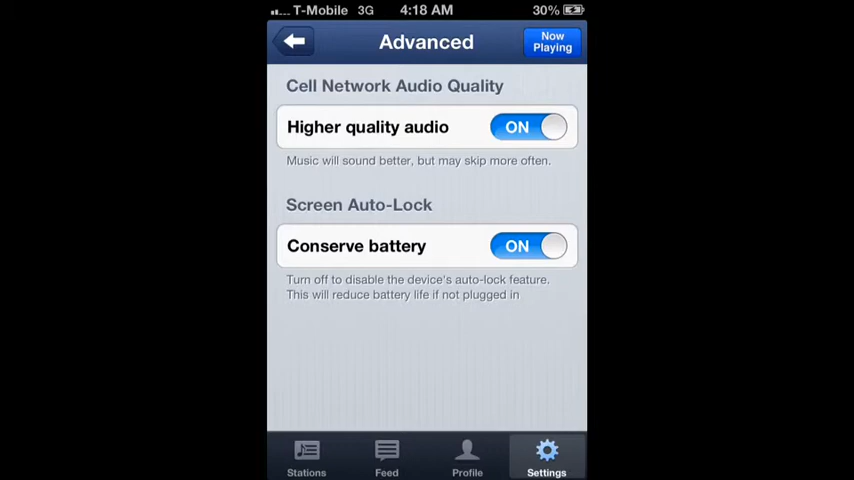 T-Mobile 3G 4:18 AM 30%
Advanced
Now
Playing
Cell Network Audio Quality
Higher quality audio ON
Music will sound better, but may skip more often.
Screen Auto-Lock
Conserve battery ON
Turn off to disable the device's auto-lock feature.
This will reduce battery life if not plugged in
Stations Feed Profile Settings